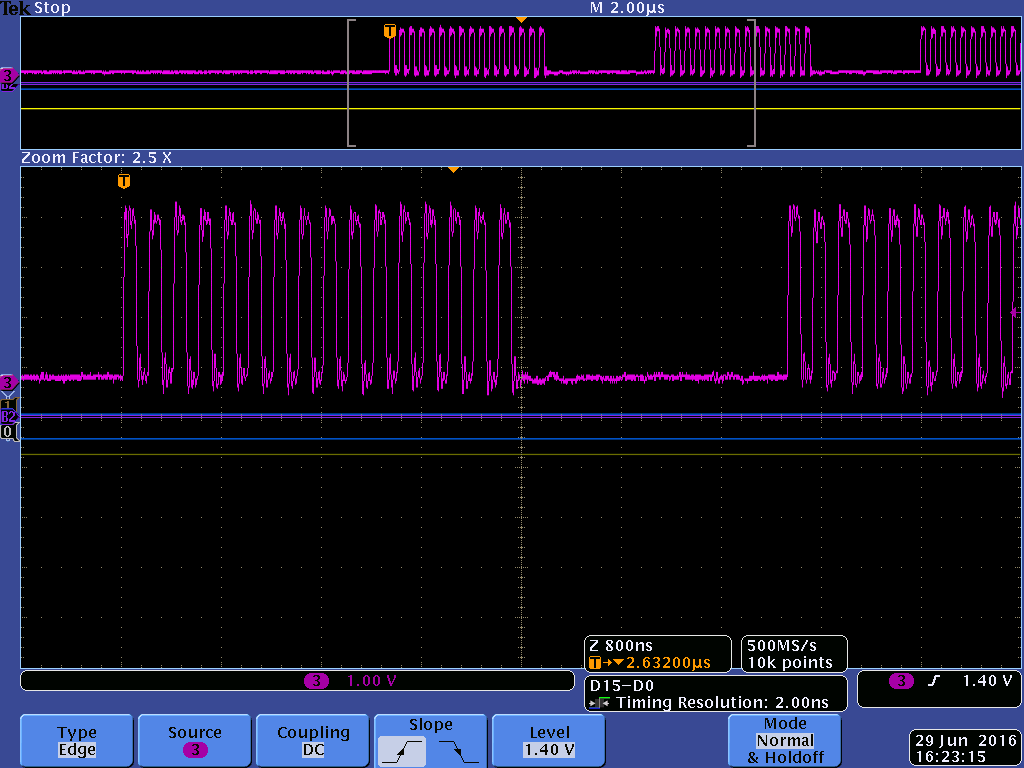 Tek Stop M 2.00µs
T
3
B2
Zoom Factor: 2.5 X
T
3
1
B2
0
Z 800ns
T→▼2.63200µs
500MS/s
10k points
3 1.00 V
D15-D0
Timing Resolution: 2.00ns
3 1.40 V
Type
Edge
Source
3
Coupling
DC
Slope
Level
1.40 V
Mode
Normal
& Holdoff
29 Jun 2016
16:23:15